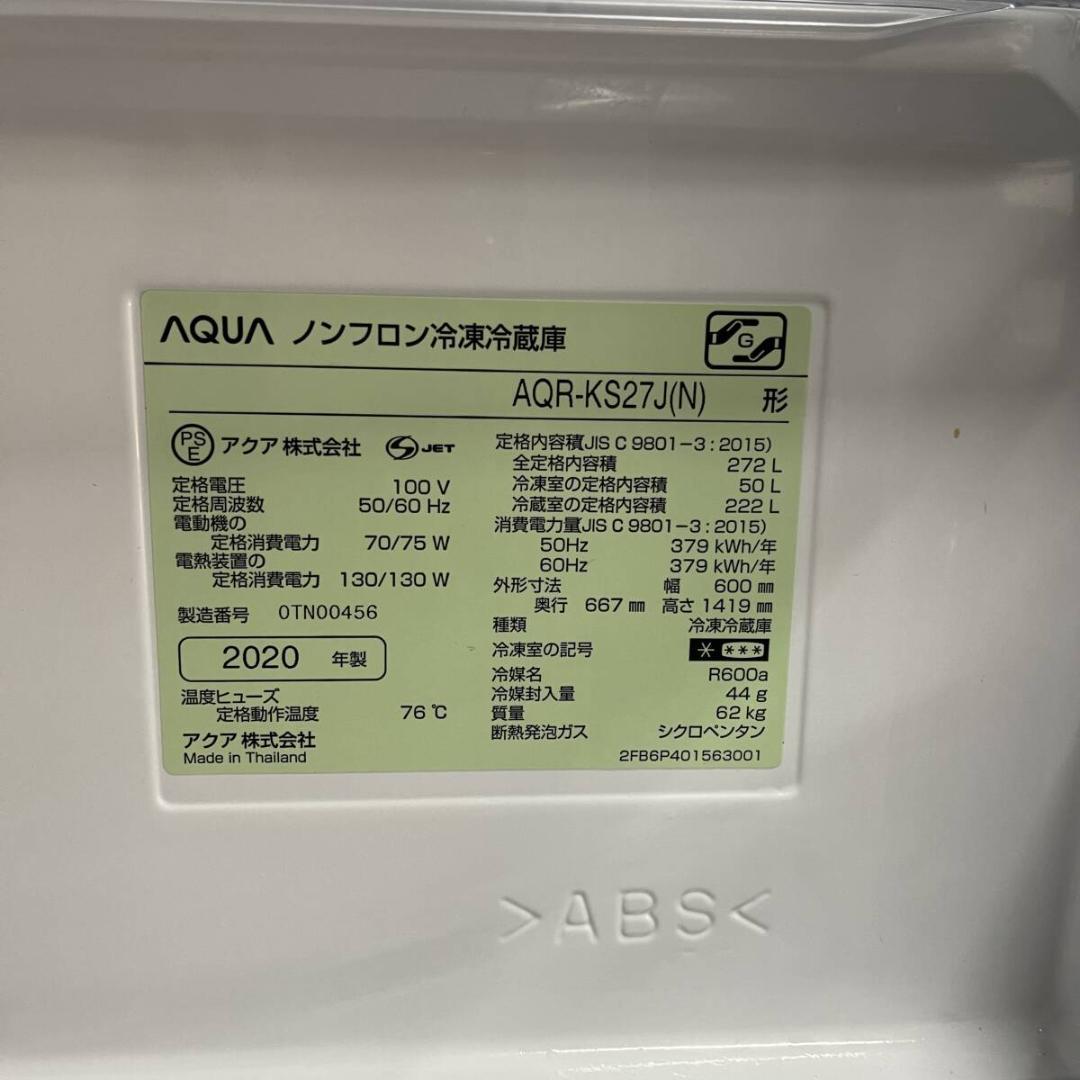 AQUA ノンフロン冷凍冷蔵庫
G
AQR-KS27J(N) 形
PS E アクア 株式会社 S JET
定格電圧 100 V
定格周波数 50/60 Hz
電動機の
定格消費電力 70/75 W
電熱装置の
定格消費電力 130/130 W
製造番号 0TN00456
2020 年製
温度ヒューズ
定格動作温度 76 ℃
アクア 株式会社
Made in Thailand
定格内容積(JIS C 9801-3:2015)
全定格内容積 272 L
冷凍室の定格内容積 50 L
冷蔵室の定格内容積 222 L
消費電力量(JIS C 9801-3:2015)
50Hz 379 kWh/年
60Hz 379 kWh/年
外形寸法 幅 600 ㎜
奥行 667 ㎜ 高さ 1419 ㎜
種類 冷凍冷蔵庫
冷凍室の記号 * ***
冷媒名 R600a
冷媒封入量 44 g
質量 62 kg
断熱発泡ガス シクロペンタン
2FB6P401563001
>ABS<